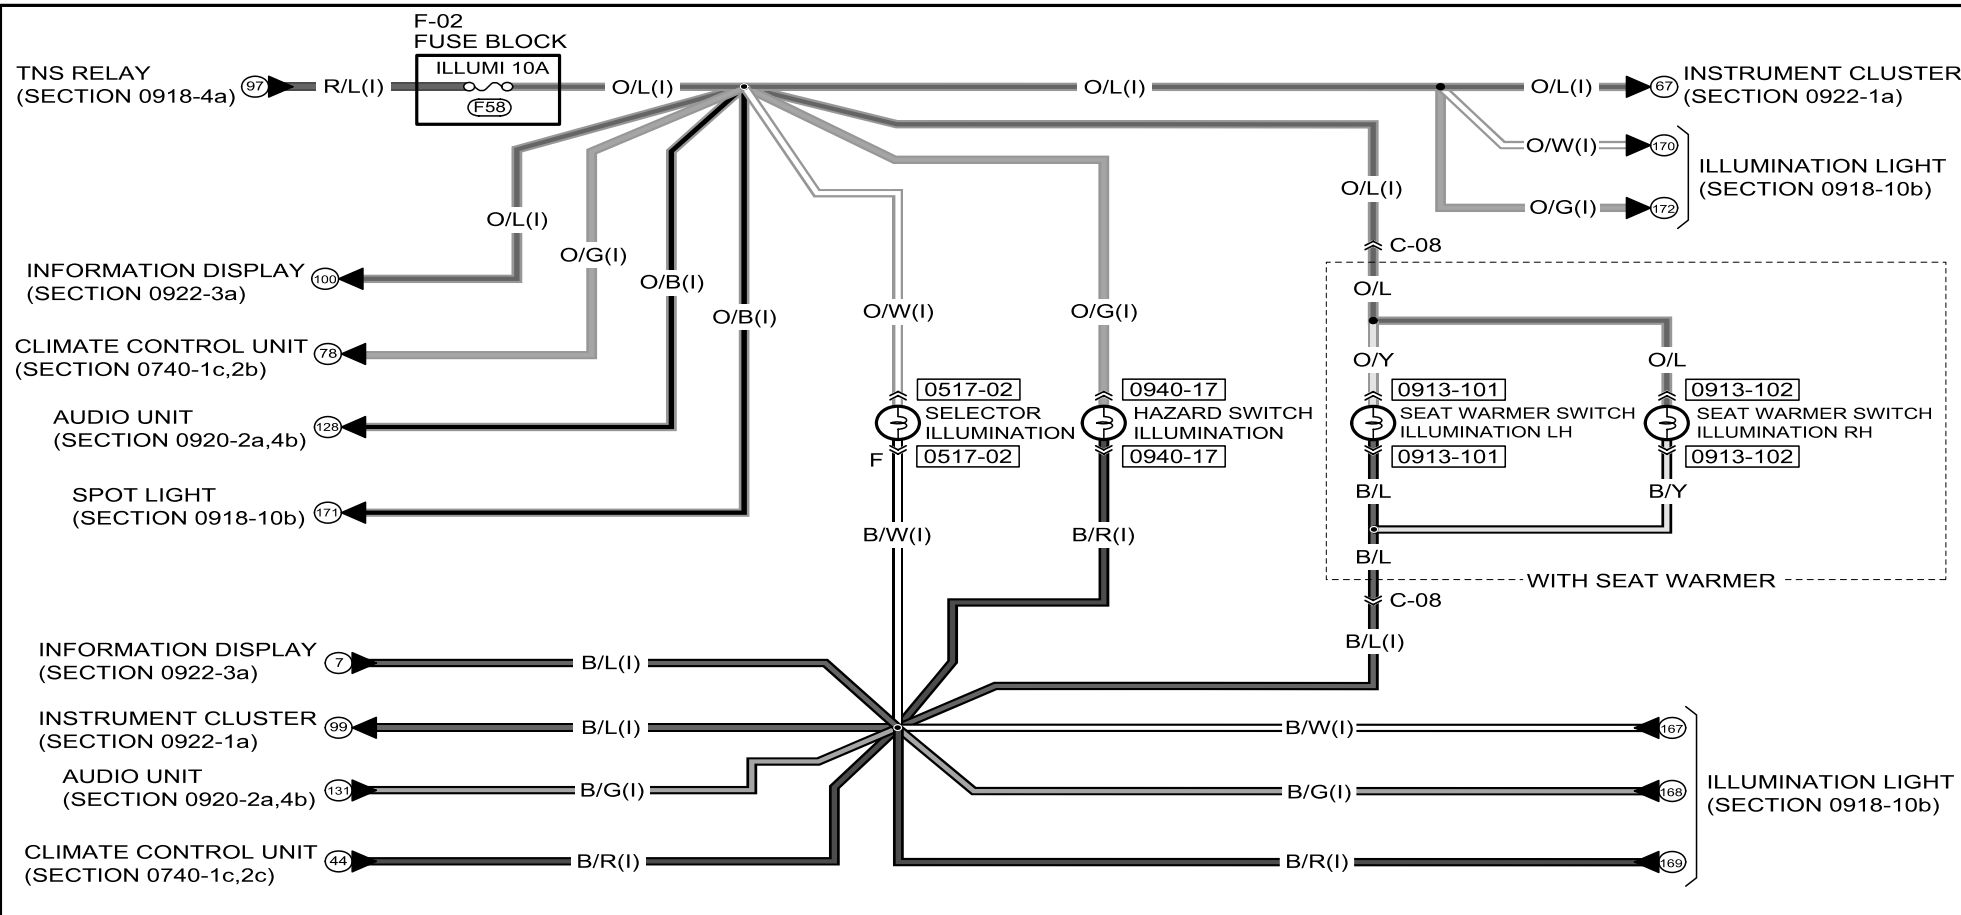 F-02
FUSE BLOCK
ILLUMI 10A
F58
TNS RELAY
(SECTION 0918-4a)
97
R/L(I)
O/L(I)
O/L(I)
O/L(I)
67
INSTRUMENT CLUSTER
(SECTION 0922-1a)
O/W(I)
170
O/G(I)
172
ILLUMINATION LIGHT
(SECTION 0918-10b)
O/L(I)
O/L(I)
O/G(I)
C-08
INFORMATION DISPLAY
(SECTION 0922-3a)
100
O/B(I)
O/L
O/B(I)
O/W(I)
O/G(I)
CLIMATE CONTROL UNIT
(SECTION 0740-1c,2b)
78
O/Y
O/L
0517-02
0940-17
0913-101
0913-102
AUDIO UNIT
(SECTION 0920-2a,4b)
128
SELECTOR
ILLUMINATION
HAZARD SWITCH
ILLUMINATION
SEAT WARMER SWITCH
ILLUMINATION LH
SEAT WARMER SWITCH
ILLUMINATION RH
F
0517-02
0940-17
0913-101
0913-102
SPOT LIGHT
(SECTION 0918-10b)
171
B/L
B/Y
B/W(I)
B/R(I)
B/L
WITH SEAT WARMER
C-08
B/L(I)
INFORMATION DISPLAY
(SECTION 0922-3a)
7
B/L(I)
INSTRUMENT CLUSTER
(SECTION 0922-1a)
99
B/L(I)
B/W(I)
167
AUDIO UNIT
(SECTION 0920-2a,4b)
131
B/G(I)
B/G(I)
168
ILLUMINATION LIGHT
(SECTION 0918-10b)
CLIMATE CONTROL UNIT
(SECTION 0740-1c,2c)
44
B/R(I)
B/R(I)
169